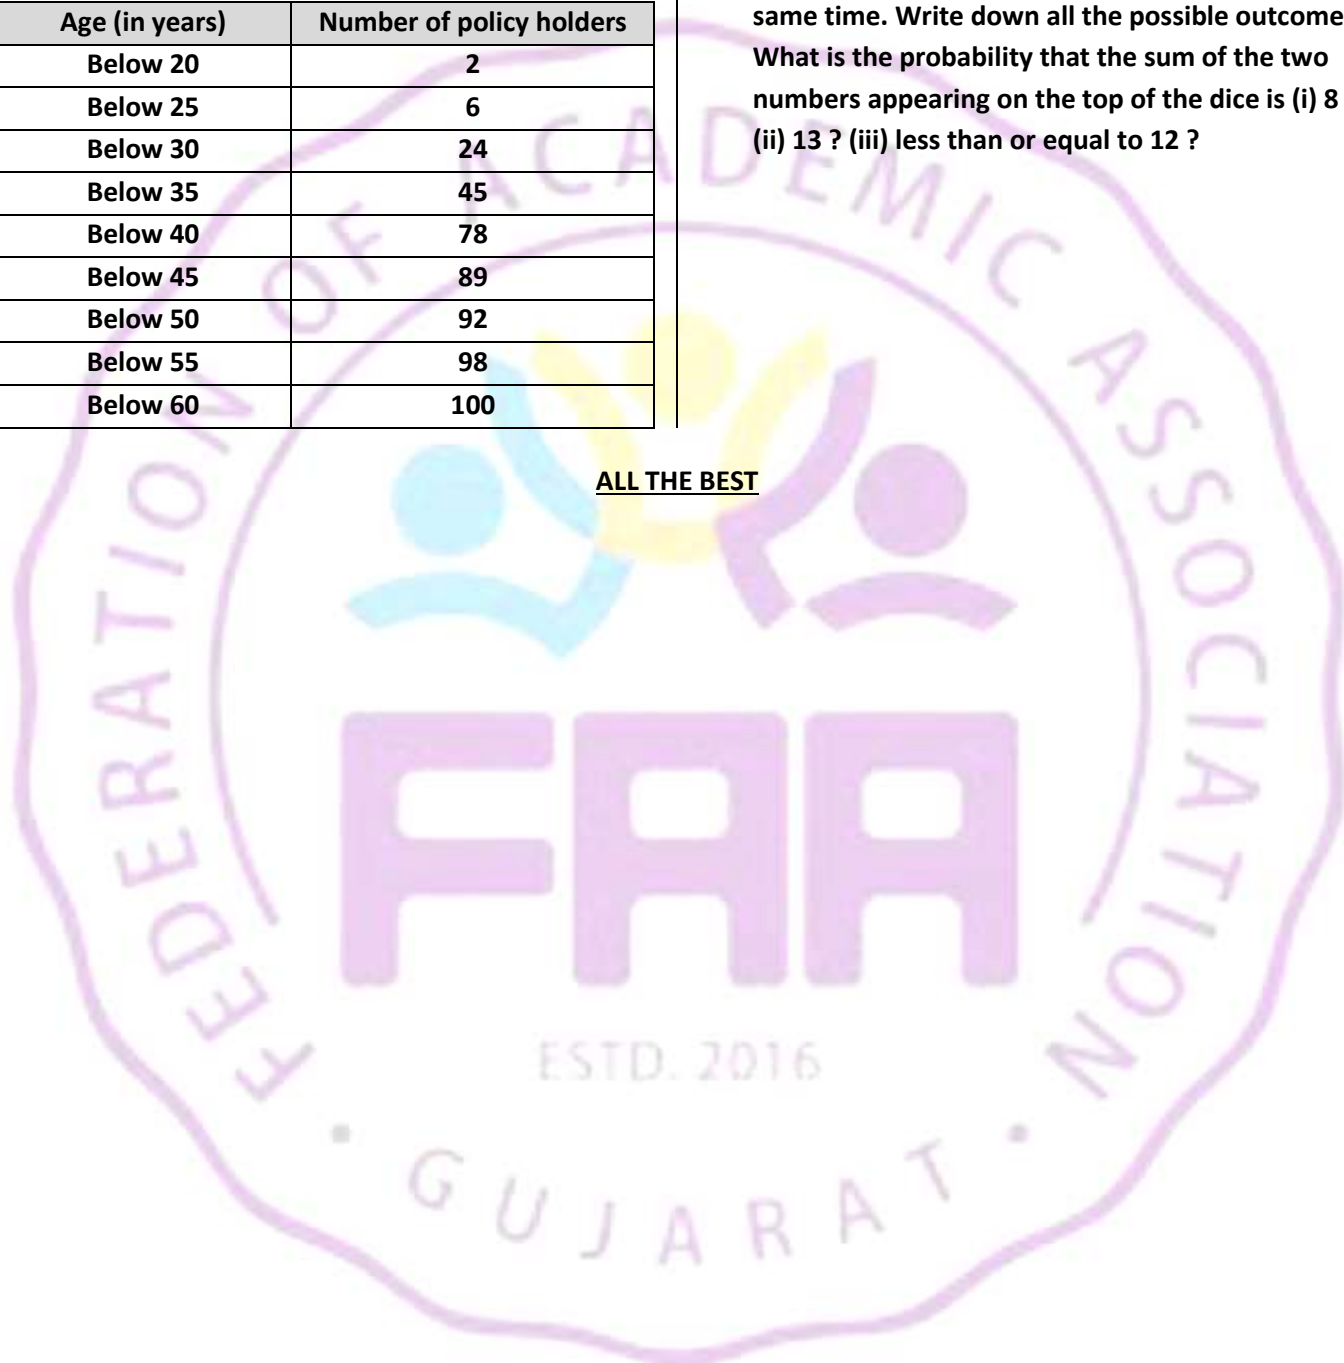 Age (in years) Number of policy holders
Below 20 2
Below 25 6
Below 30 24
Below 35 45
Below 40 78
Below 45 89
Below 50 92
Below 55 98
Below 60 100
same time. Write down all the possible outcome
What is the probability that the sum of the two
numbers appearing on the top of the dice is (i) 8
(ii) 13 ? (iii) less than or equal to 12 ?
ALL THE BEST
FEDERATION OF ACADEMIC ASSOCIATION
FAA
ESTD. 2016
• GUJARAT •